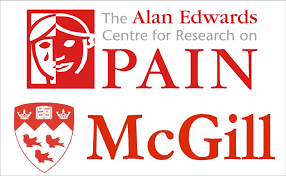 The Alan Edwards
Centre for Research on
PAIN
McGill